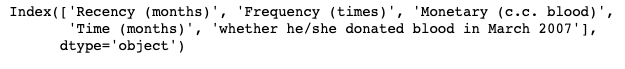 Index(['Recency (months)', 'Frequency (times)', 'Monetary (c.c. blood)',
'Time (months)', 'whether he/she donated blood in March 2007'],
dtype='object')